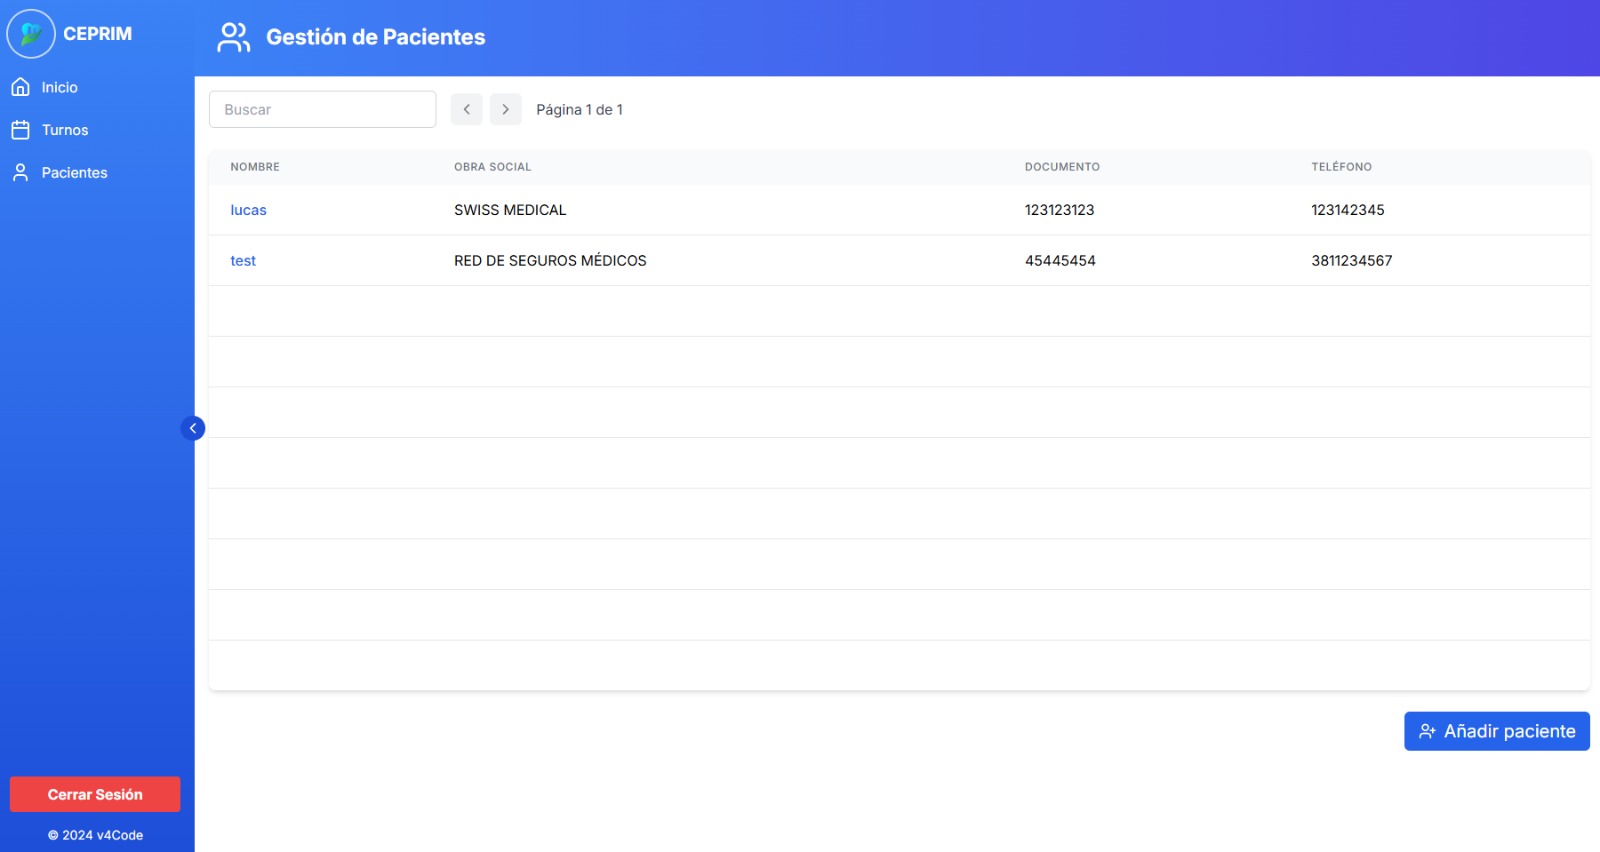 CEPRIM
Inicio
Turnos
Pacientes
Cerrar Sesión
© 2024 v4Code
Gestión de Pacientes
Buscar
Página 1 de 1
NOMBRE OBRA SOCIAL DOCUMENTO TELÉFONO
lucas SWISS MEDICAL 123123123 123142345
test RED DE SEGUROS MÉDICOS 45445454 3811234567
Añadir paciente